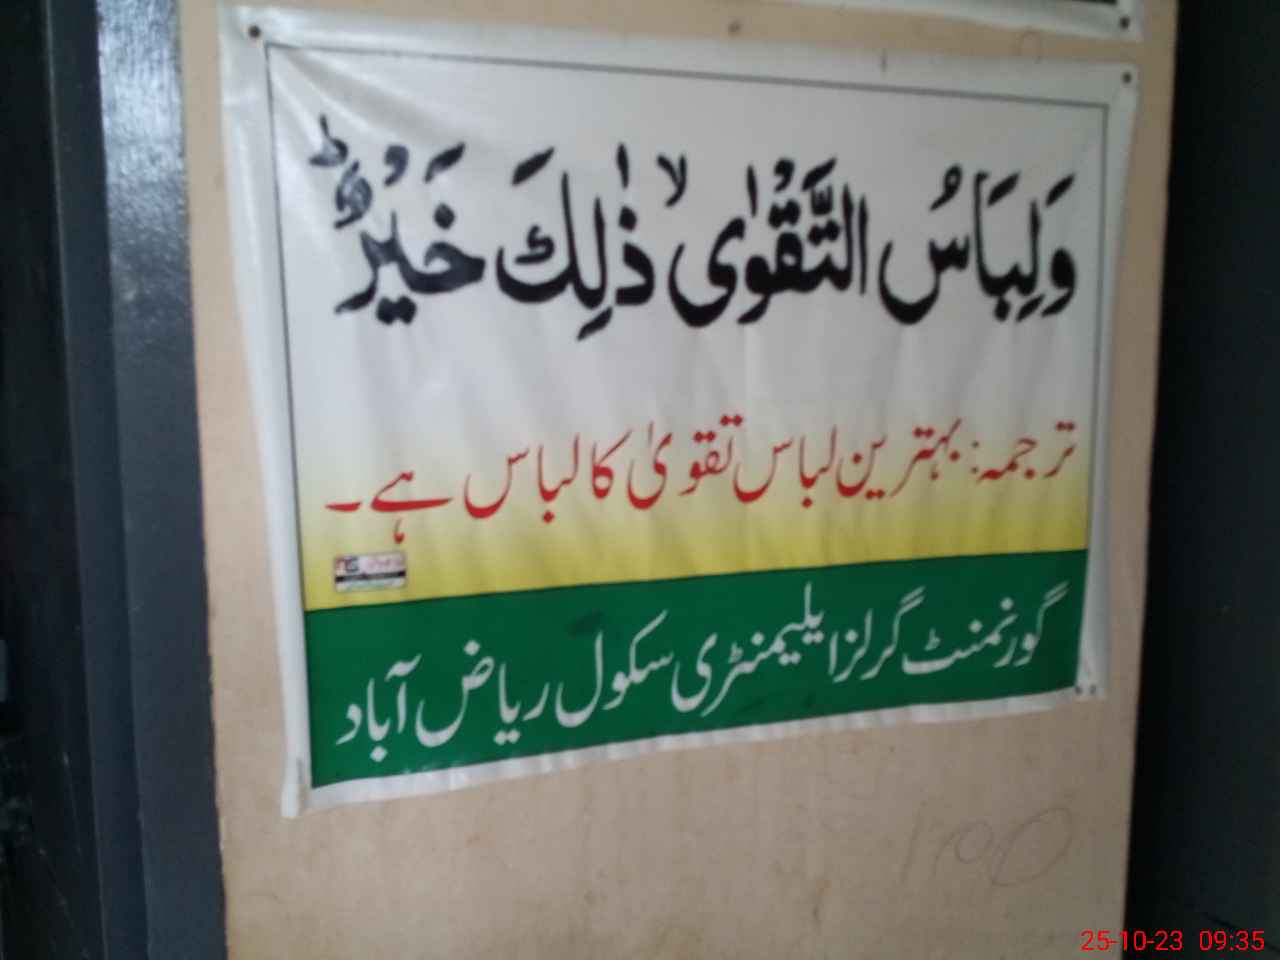 وَلِبَاسُ التَّقْوٰى ۙ ذٰلِكَ خَيْرٌ ؕ
ترجمہ: بہترین لباس تقویٰ کا لباس ہے۔
گورنمنٹ گرلز ایلیمنٹری سکول ریاض آباد
25-10-23 09:35